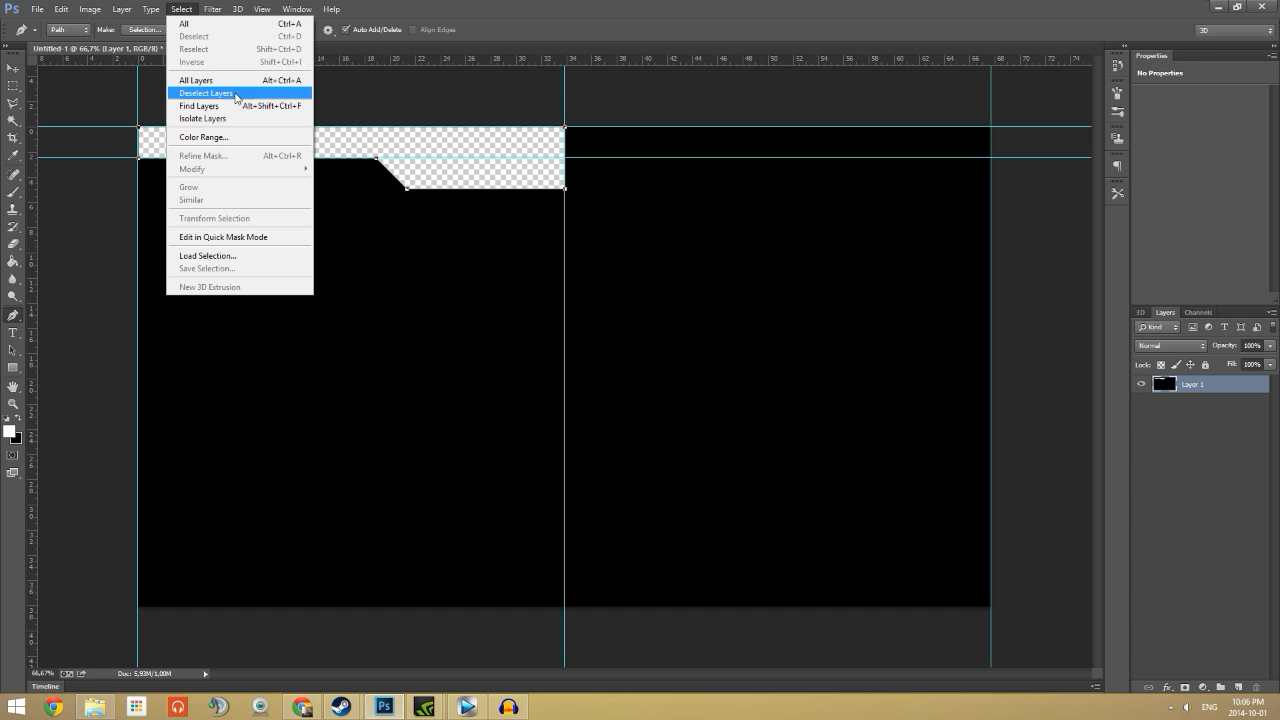 Ps File Edit Image Layer Type Select Filter 3D View Window Help
Path Make: Selection... Auto Add/Delete Align Edges 3D
Untitled-1 @ 66,7% (Layer 1, RGB/8) *
All Ctrl+A
Deselect Ctrl+D
Reselect Shift+Ctrl+D
Inverse Shift+Ctrl+I
All Layers Alt+Ctrl+A
Deselect Layers
Find Layers Alt+Shift+Ctrl+F
Isolate Layers
Color Range...
Refine Mask... Alt+Ctrl+R
Modify
Grow
Similar
Transform Selection
Edit in Quick Mask Mode
Load Selection...
Save Selection...
New 3D Extrusion
Properties
No Properties
3D Layers Channels
Kind
Normal Opacity: 100%
Lock: Fill: 100%
Layer 1
66,67% Doc: 5,93M/1,00M
Timeline
Ps ENG 10:06 PM
2014-10-01